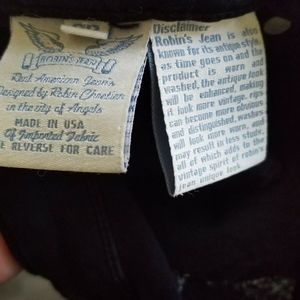 ROBIN'S JEAN
Real American Jean's
Designed by Robin Chretien
in the city of Angels
MADE IN USA
Of Imported Fabric
REVERSE FOR CARE
Disclaimer
Robin's Jean is also
known for its antique style
as time goes on and the
product is worn and
washed, the antique look
will be enhanced, making
it look more vintage, rips
can become more obvious
and distinguished, washes
will look more worn, and
may result in less studs,
all of which adds to the
vintage spirit of robin's
jean unique look